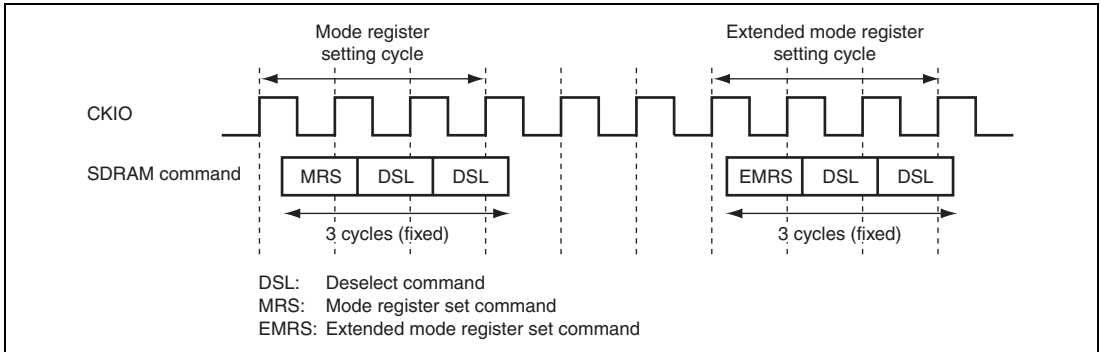 Mode register
setting cycle
Extended mode register
setting cycle
CKIO
SDRAM command
MRS DSL DSL
EMRS DSL DSL
3 cycles (fixed)
3 cycles (fixed)
DSL: Deselect command
MRS: Mode register set command
EMRS: Extended mode register set command